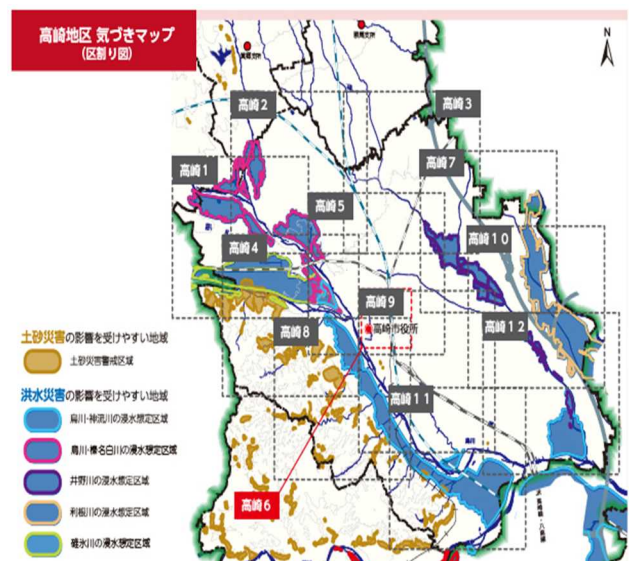 高崎地区 気づきマップ
(区割り図)
N
高崎2
高崎3
高崎7
高崎1
高崎5
高崎10
高崎4
高崎9
高崎市役所
高崎8
高崎12
高崎11
高崎6
土砂災害の影響を受けやすい地域
土砂災害警戒区域
洪水災害の影響を受けやすい地域
烏川・神流川の浸水想定区域
烏川・榛名白川の浸水想定区域
井野川の浸水想定区域
利根川の浸水想定区域
碓氷川の浸水想定区域